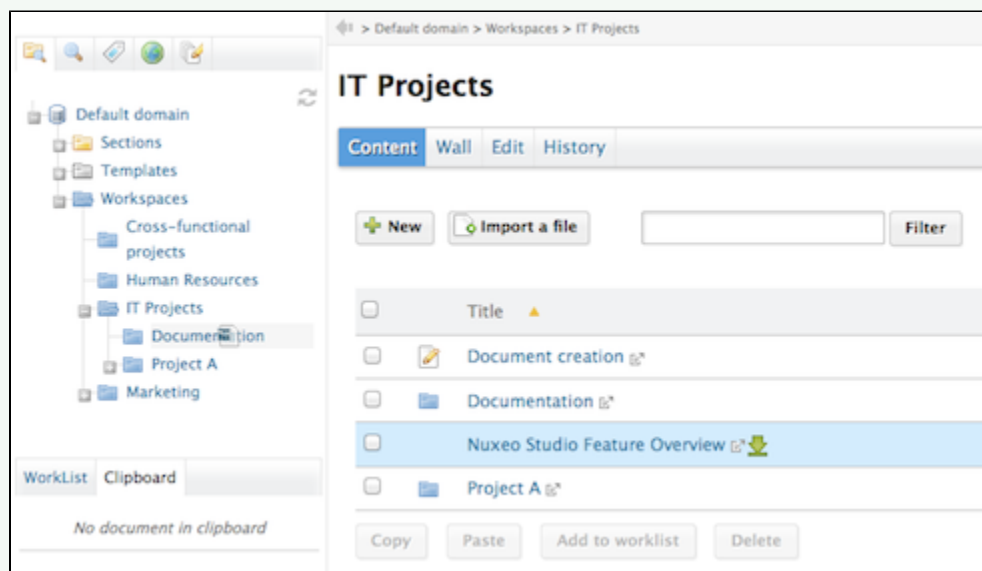 > Default domain > Workspaces > IT Projects
Default domain
Sections
Templates
Workspaces
Cross-functional
projects
Human Resources
IT Projects
Project A
Marketing
WorkList Clipboard
No document in clipboard
IT Projects
Content Wall Edit History
New Import a file Filter
Title
Document creation
Documentation
Nuxeo Studio Feature Overview
Project A
Copy Paste Add to worklist Delete